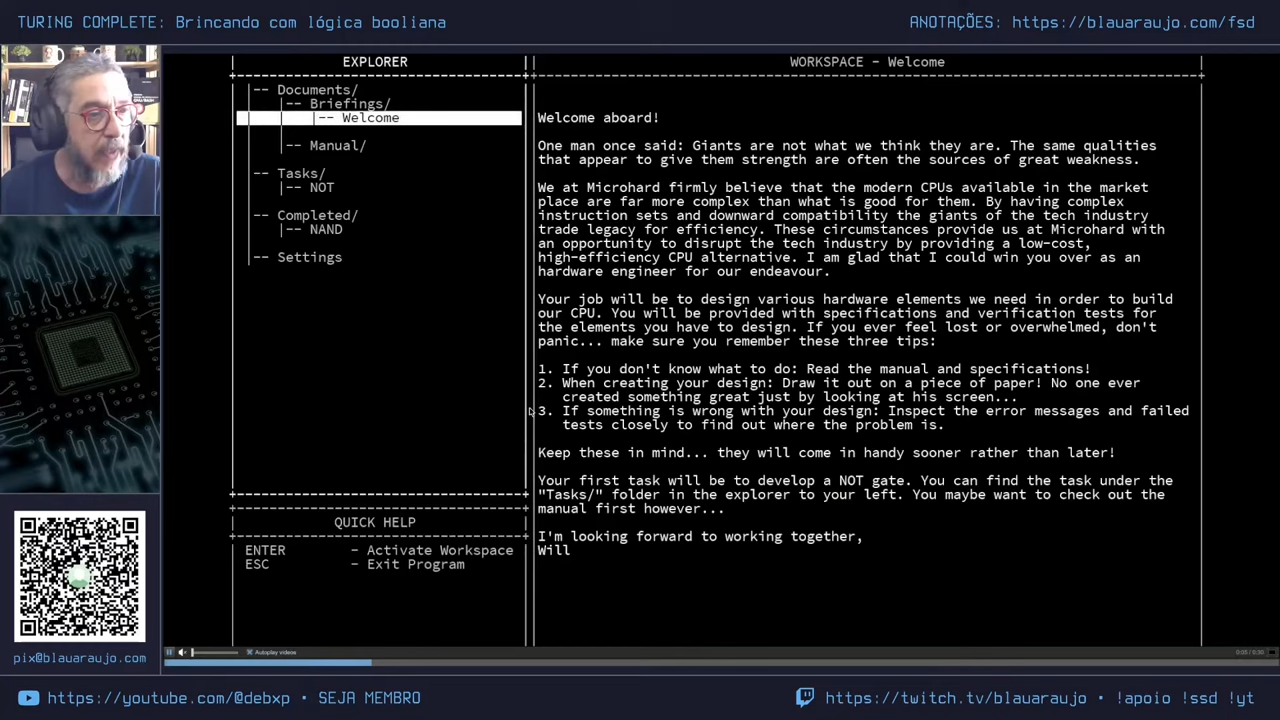 TURING COMPLETE: Brincando com lógica booliana
ANOTAÇÕES: https://blauaraujo.com/fsd
EXPLORER
-- Documents/
|-- Briefings/
|-- Welcome
|-- Manual/
-- Tasks/
|-- NOT
-- Completed/
|-- NAND
-- Settings
QUICK HELP
ENTER - Activate Workspace
ESC - Exit Program
WORKSPACE - Welcome
Welcome aboard!
One man once said: Giants are not what we think they are. The same qualities
that appear to give them strength are often the sources of great weakness.
We at Microhard firmly believe that the modern CPUs available in the market
place are far more complex than what is good for them. By having complex
instruction sets and downward compatibility the giants of the tech industry
trade legacy for efficiency. These circumstances provide us at Microhard with
an opportunity to disrupt the tech industry by providing a low-cost,
high-efficiency CPU alternative. I am glad that I could win you over as an
hardware engineer for our endeavour.
Your job will be to design various hardware elements we need in order to build
our CPU. You will be provided with specifications and verification tests for
the elements you have to design. If you ever feel lost or overwhelmed, don't
panic... make sure you remember these three tips:
1. If you don't know what to do: Read the manual and specifications!
2. When creating your design: Draw it out on a piece of paper! No one ever
created something great just by looking at his screen...
3. If something is wrong with your design: Inspect the error messages and failed
tests closely to find out where the problem is.
Keep these in mind... they will come in handy sooner rather than later!
Your first task will be to develop a NOT gate. You can find the task under the
"Tasks/" folder in the explorer to your left. You maybe want to check out the
manual first however...
I'm looking forward to working together,
Will
Autoplay videos
0:05 / 0:30
pix@blauaraujo.com
https://youtube.com/@debxp • SEJA MEMBRO
https://twitch.tv/blauaraujo • !apoio !ssd !yt